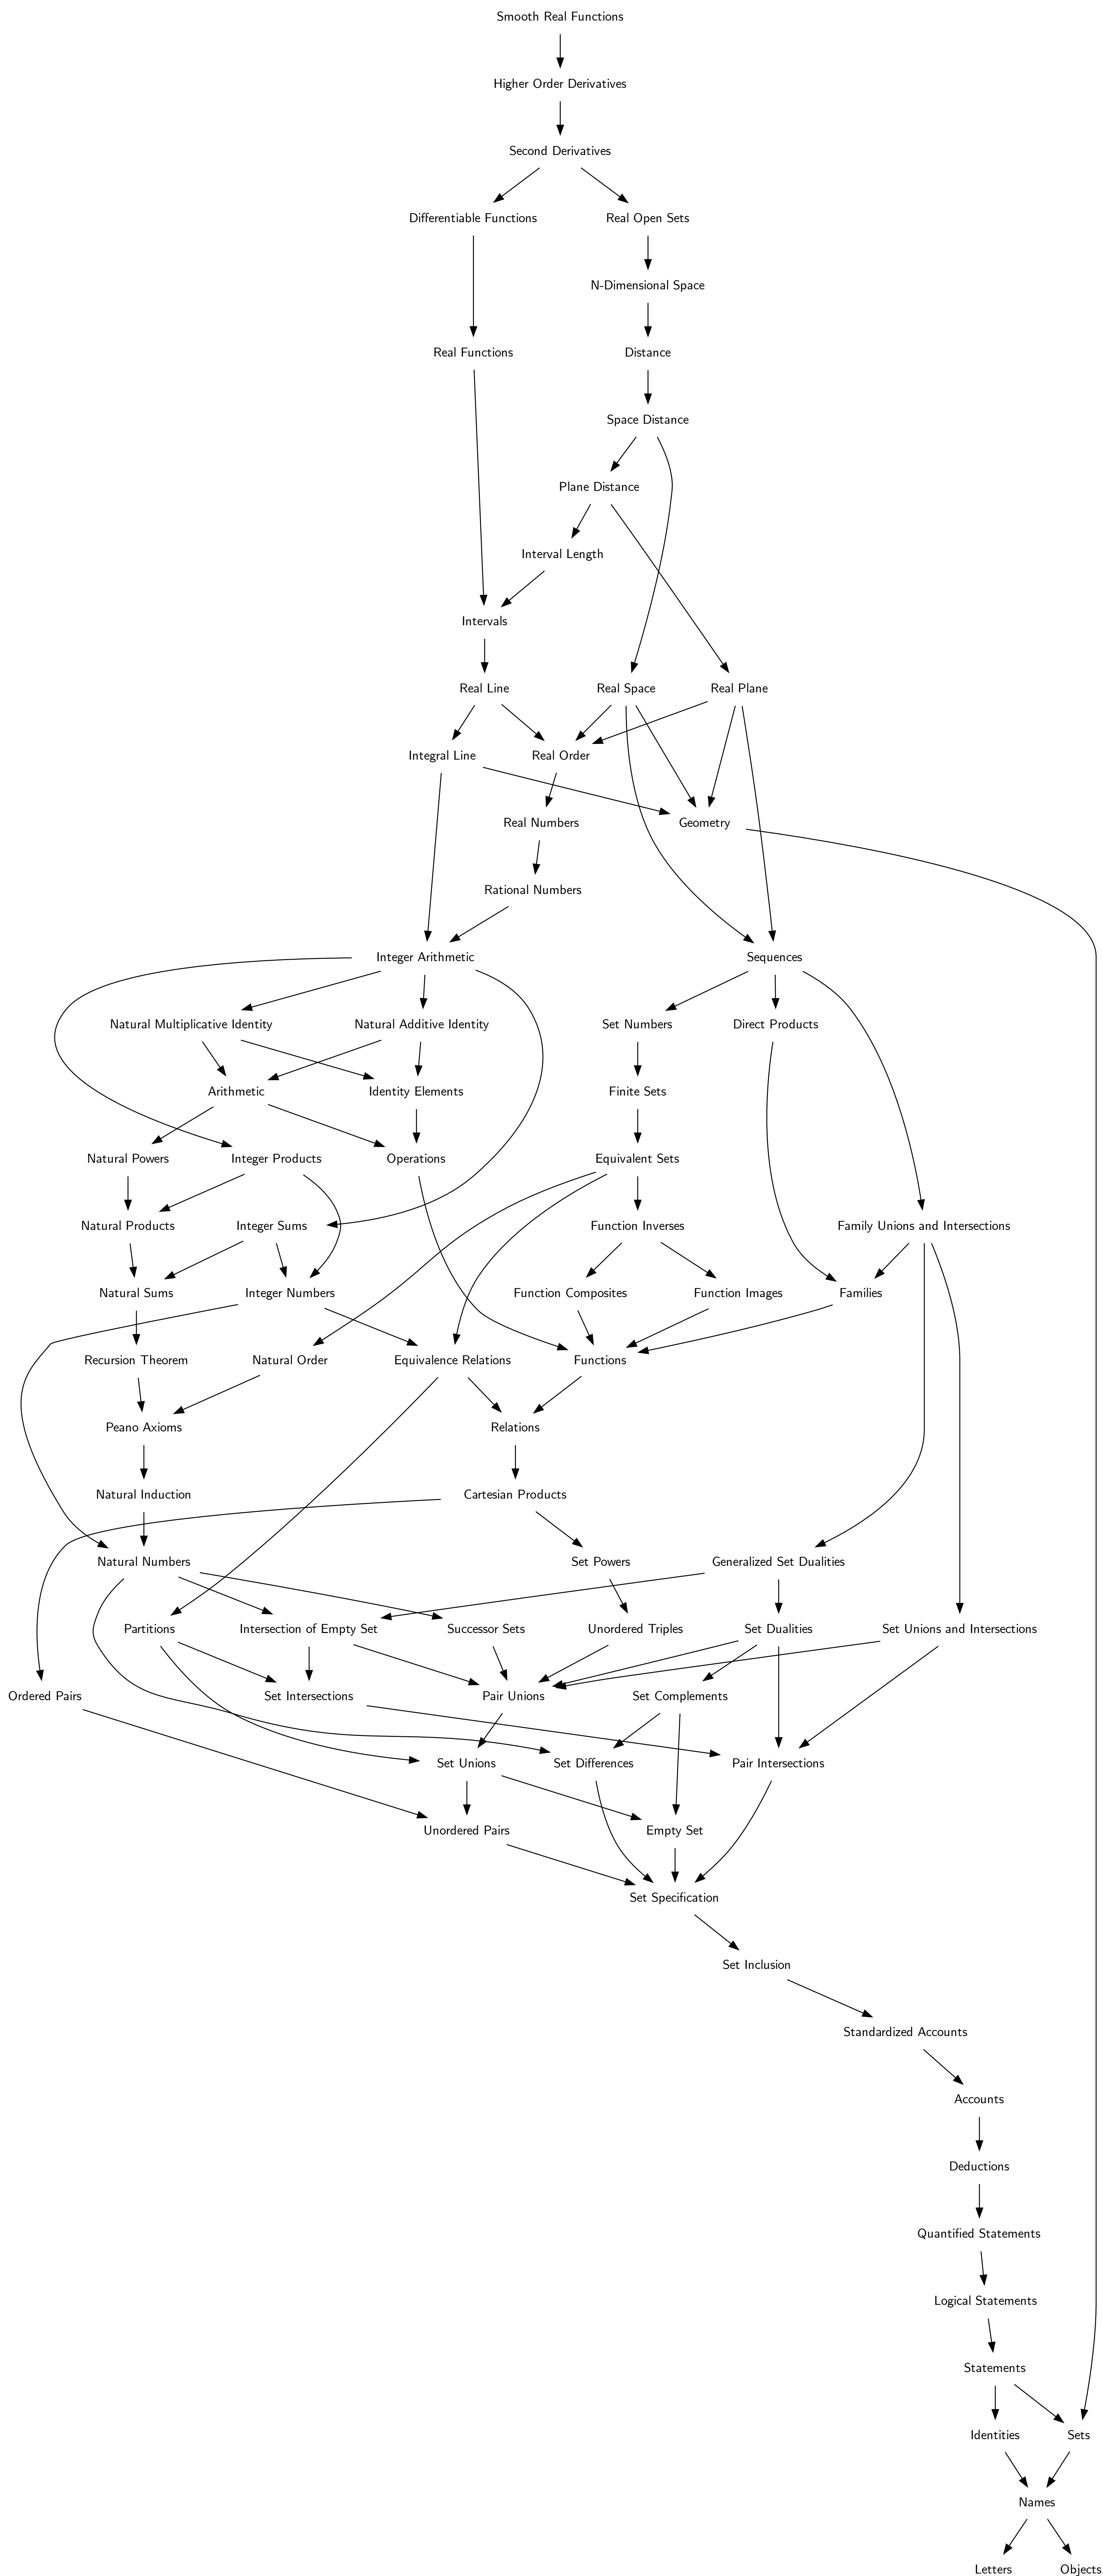 Smooth Real Functions
Higher Order Derivatives
Second Derivatives
Differentiable Functions
Real Open Sets
N-Dimensional Space
Real Functions
Distance
Space Distance
Plane Distance
Interval Length
Intervals
Real Line
Real Space
Real Plane
Integral Line
Real Order
Real Numbers
Geometry
Rational Numbers
Integer Arithmetic
Sequences
Natural Multiplicative Identity
Natural Additive Identity
Set Numbers
Direct Products
Arithmetic
Identity Elements
Finite Sets
Natural Powers
Integer Products
Operations
Equivalent Sets
Natural Products
Integer Sums
Function Inverses
Family Unions and Intersections
Natural Sums
Integer Numbers
Function Composites
Function Images
Families
Recursion Theorem
Natural Order
Equivalence Relations
Functions
Peano Axioms
Relations
Natural Induction
Cartesian Products
Natural Numbers
Set Powers
Generalized Set Dualities
Partitions
Intersection of Empty Set
Successor Sets
Unordered Triples
Set Dualities
Set Unions and Intersections
Ordered Pairs
Set Intersections
Pair Unions
Set Complements
Set Unions
Set Differences
Pair Intersections
Unordered Pairs
Empty Set
Set Specification
Set Inclusion
Standardized Accounts
Accounts
Deductions
Quantified Statements
Logical Statements
Statements
Identities
Sets
Names
Letters
Objects